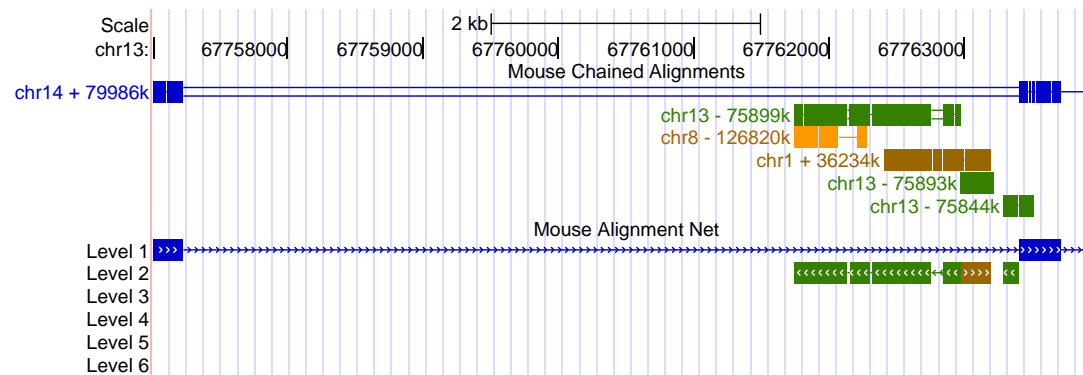 Scale 2 kb
chr13: 67758000 67759000 67760000 67761000 67762000 67763000
Mouse Chained Alignments
chr14 + 79986k
chr13 - 75899k
chr8 - 126820k
chr1 + 36234k
chr13 - 75893k
chr13 - 75844k
Mouse Alignment Net
Level 1
Level 2
Level 3
Level 4
Level 5
Level 6